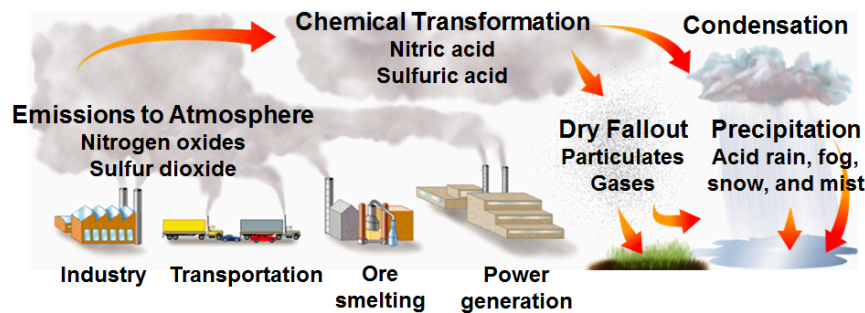 Chemical Transformation
Nitric acid
Sulfuric acid
Condensation
Emissions to Atmosphere
Nitrogen oxides
Sulfur dioxide
Dry Fallout
Particulates
Gases
Precipitation
Acid rain, fog,
snow, and mist
Industry
Transportation
Ore
smelting
Power
generation